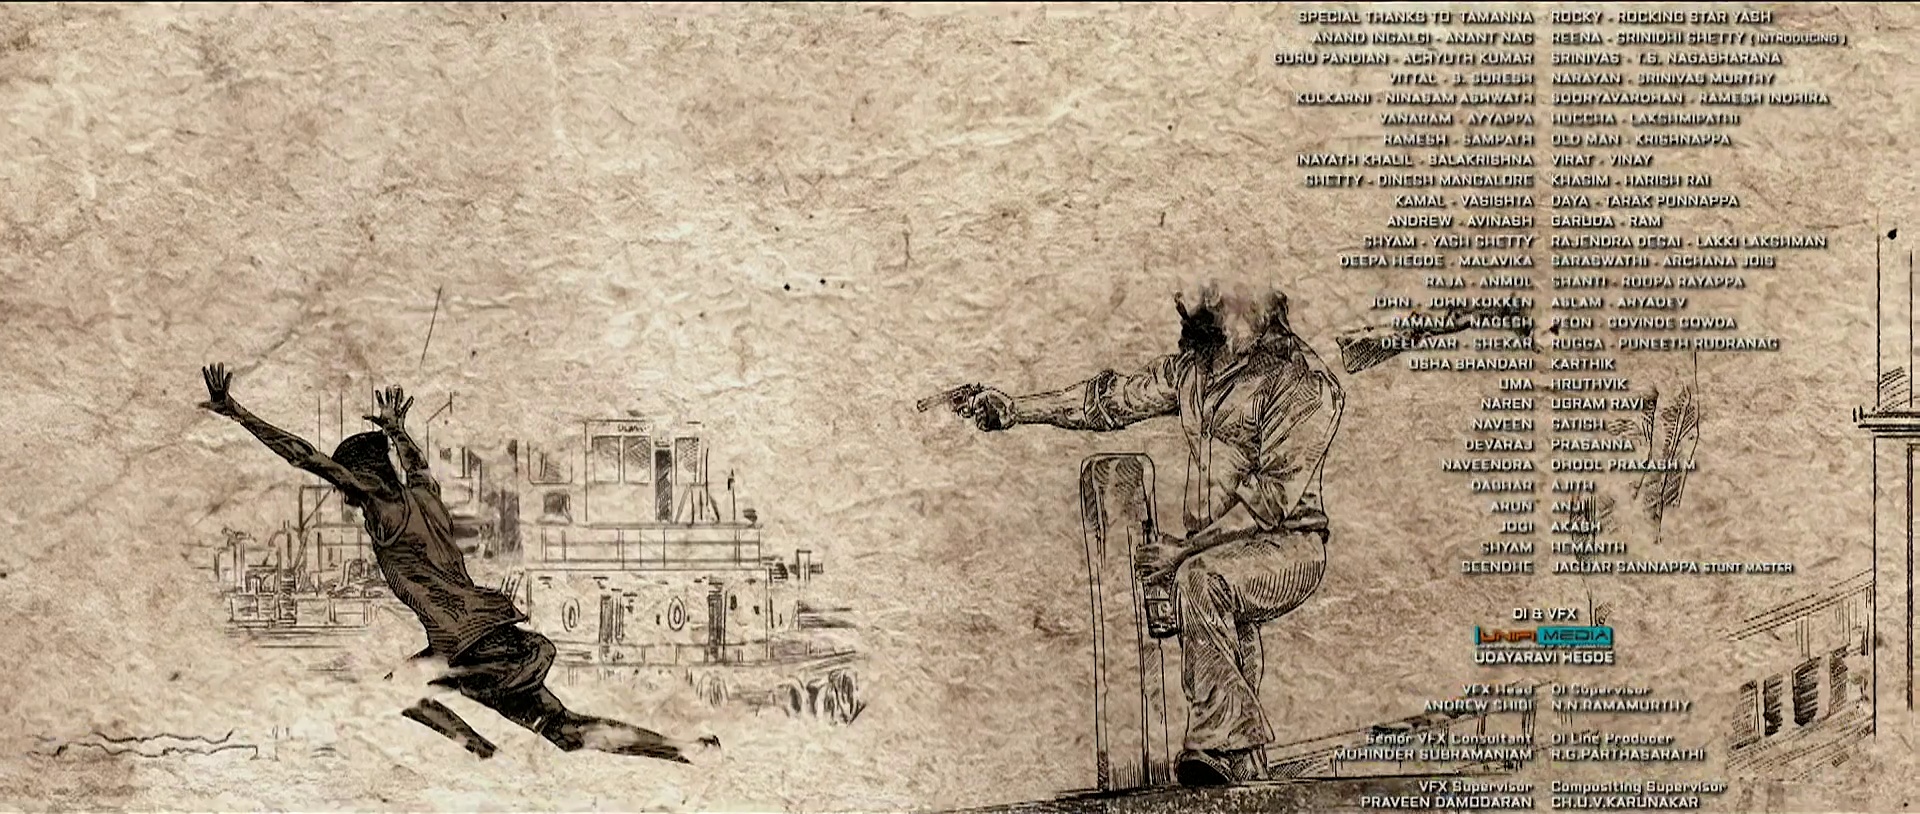 SPECIAL THANKS TO TAMANNA ROCKY - ROCKING STAR YASH
ANAND INGALGI - ANANT NAG REENA - SRINIDHI SHETTY ( INTRODUCING )
GURU PANDIAN - ACHYUTH KUMAR SRINIVAS - T.S. NAGABHARANA
VITTAL - B. SURESH NARAYAN - SRINIVAS MURTHY
KULKARNI - NINASAM ASHWATH SOORYAVARDHAN - RAMESH INDHIRA
VANARAM - AYYAPPA HUCCHA - LAKSHMIPATHI
RAMESH - SAMPATH OLD MAN - KRISHNAPPA
INAYATH KHALIL - BALAKRISHNA VIRAT - VINAY
SHETTY - DINESH MANGALORE KHASIM - HARISH RAI
KAMAL - VASISHTA DAYA - TARAK PONNAPPA
ANDREW - AVINASH GARUDA - RAM
SHYAM - YASH SHETTY RAJENDRA DESAI - LAKKI LAKSHMAN
DEEPA HEGDE - MALAVIKA SARASWATHI - ARCHANA JOIS
RAJA - ANMOL SHANTI - ROOPA RAYAPPA
JOHN - JOHN KOKKEN ASLAM - ARYADEV
RAMANA - NAGESH PEON - GOVINDE GOWDA
DEELAVAR - SHEKAR RUGGA - PUNEETH RUDRANAG
USHA BHANDARI KARTHIK
UMA HRUTHVIK
NAREN UGRAM RAVI
NAVEEN SATISH
DEVARAJ PRASANNA
NAVEENDRA DHOOL PRAKASH M
DAGHAR AJITH
ARUN ANJI
JOGI AKASH
SHYAM HEMANTH
SEENDHE JAGUAR SANNAPPA STUNT MASTER
DI & VFX
UNIFI MEDIA
UDAYARAVI HEGDE
VFX Head DI Supervisor
ANDREW CHIDI N.N.RAMAMURTHY
Senior VFX Consultant DI Line Producer
MUHINDER SUBRAMANIAM R.G.PARTHASARATHI
VFX Supervisor Compositing Supervisor
PRAVEEN DAMODARAN CH.U.V.KARUNAKAR